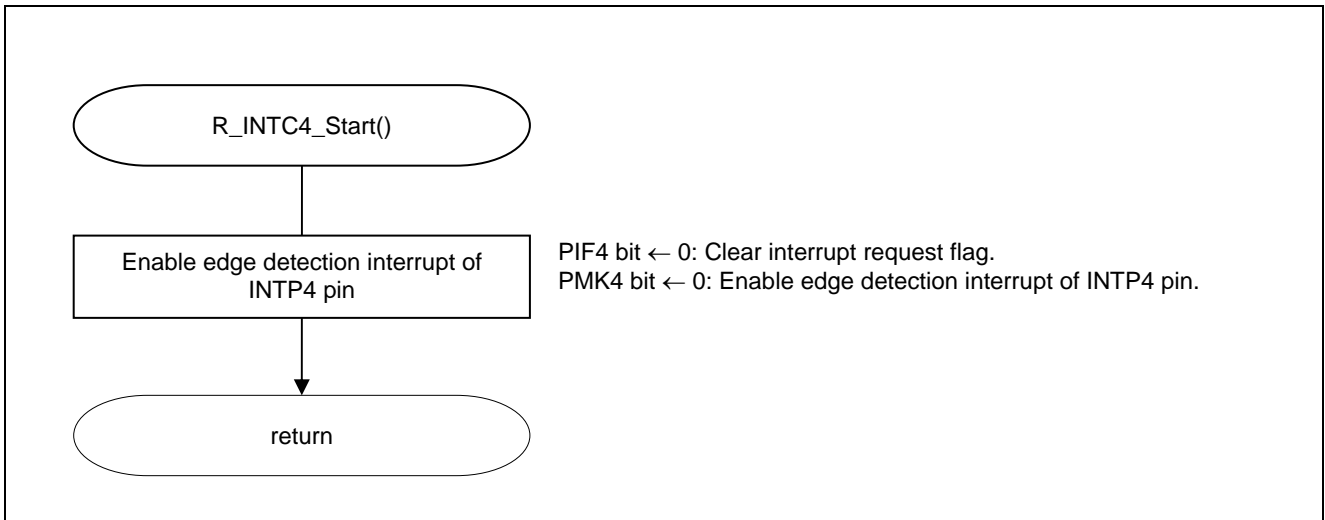 R_INTC4_Start()
Enable edge detection interrupt of
INTP4 pin
PIF4 bit ← 0: Clear interrupt request flag.
PMK4 bit ← 0: Enable edge detection interrupt of INTP4 pin.
return